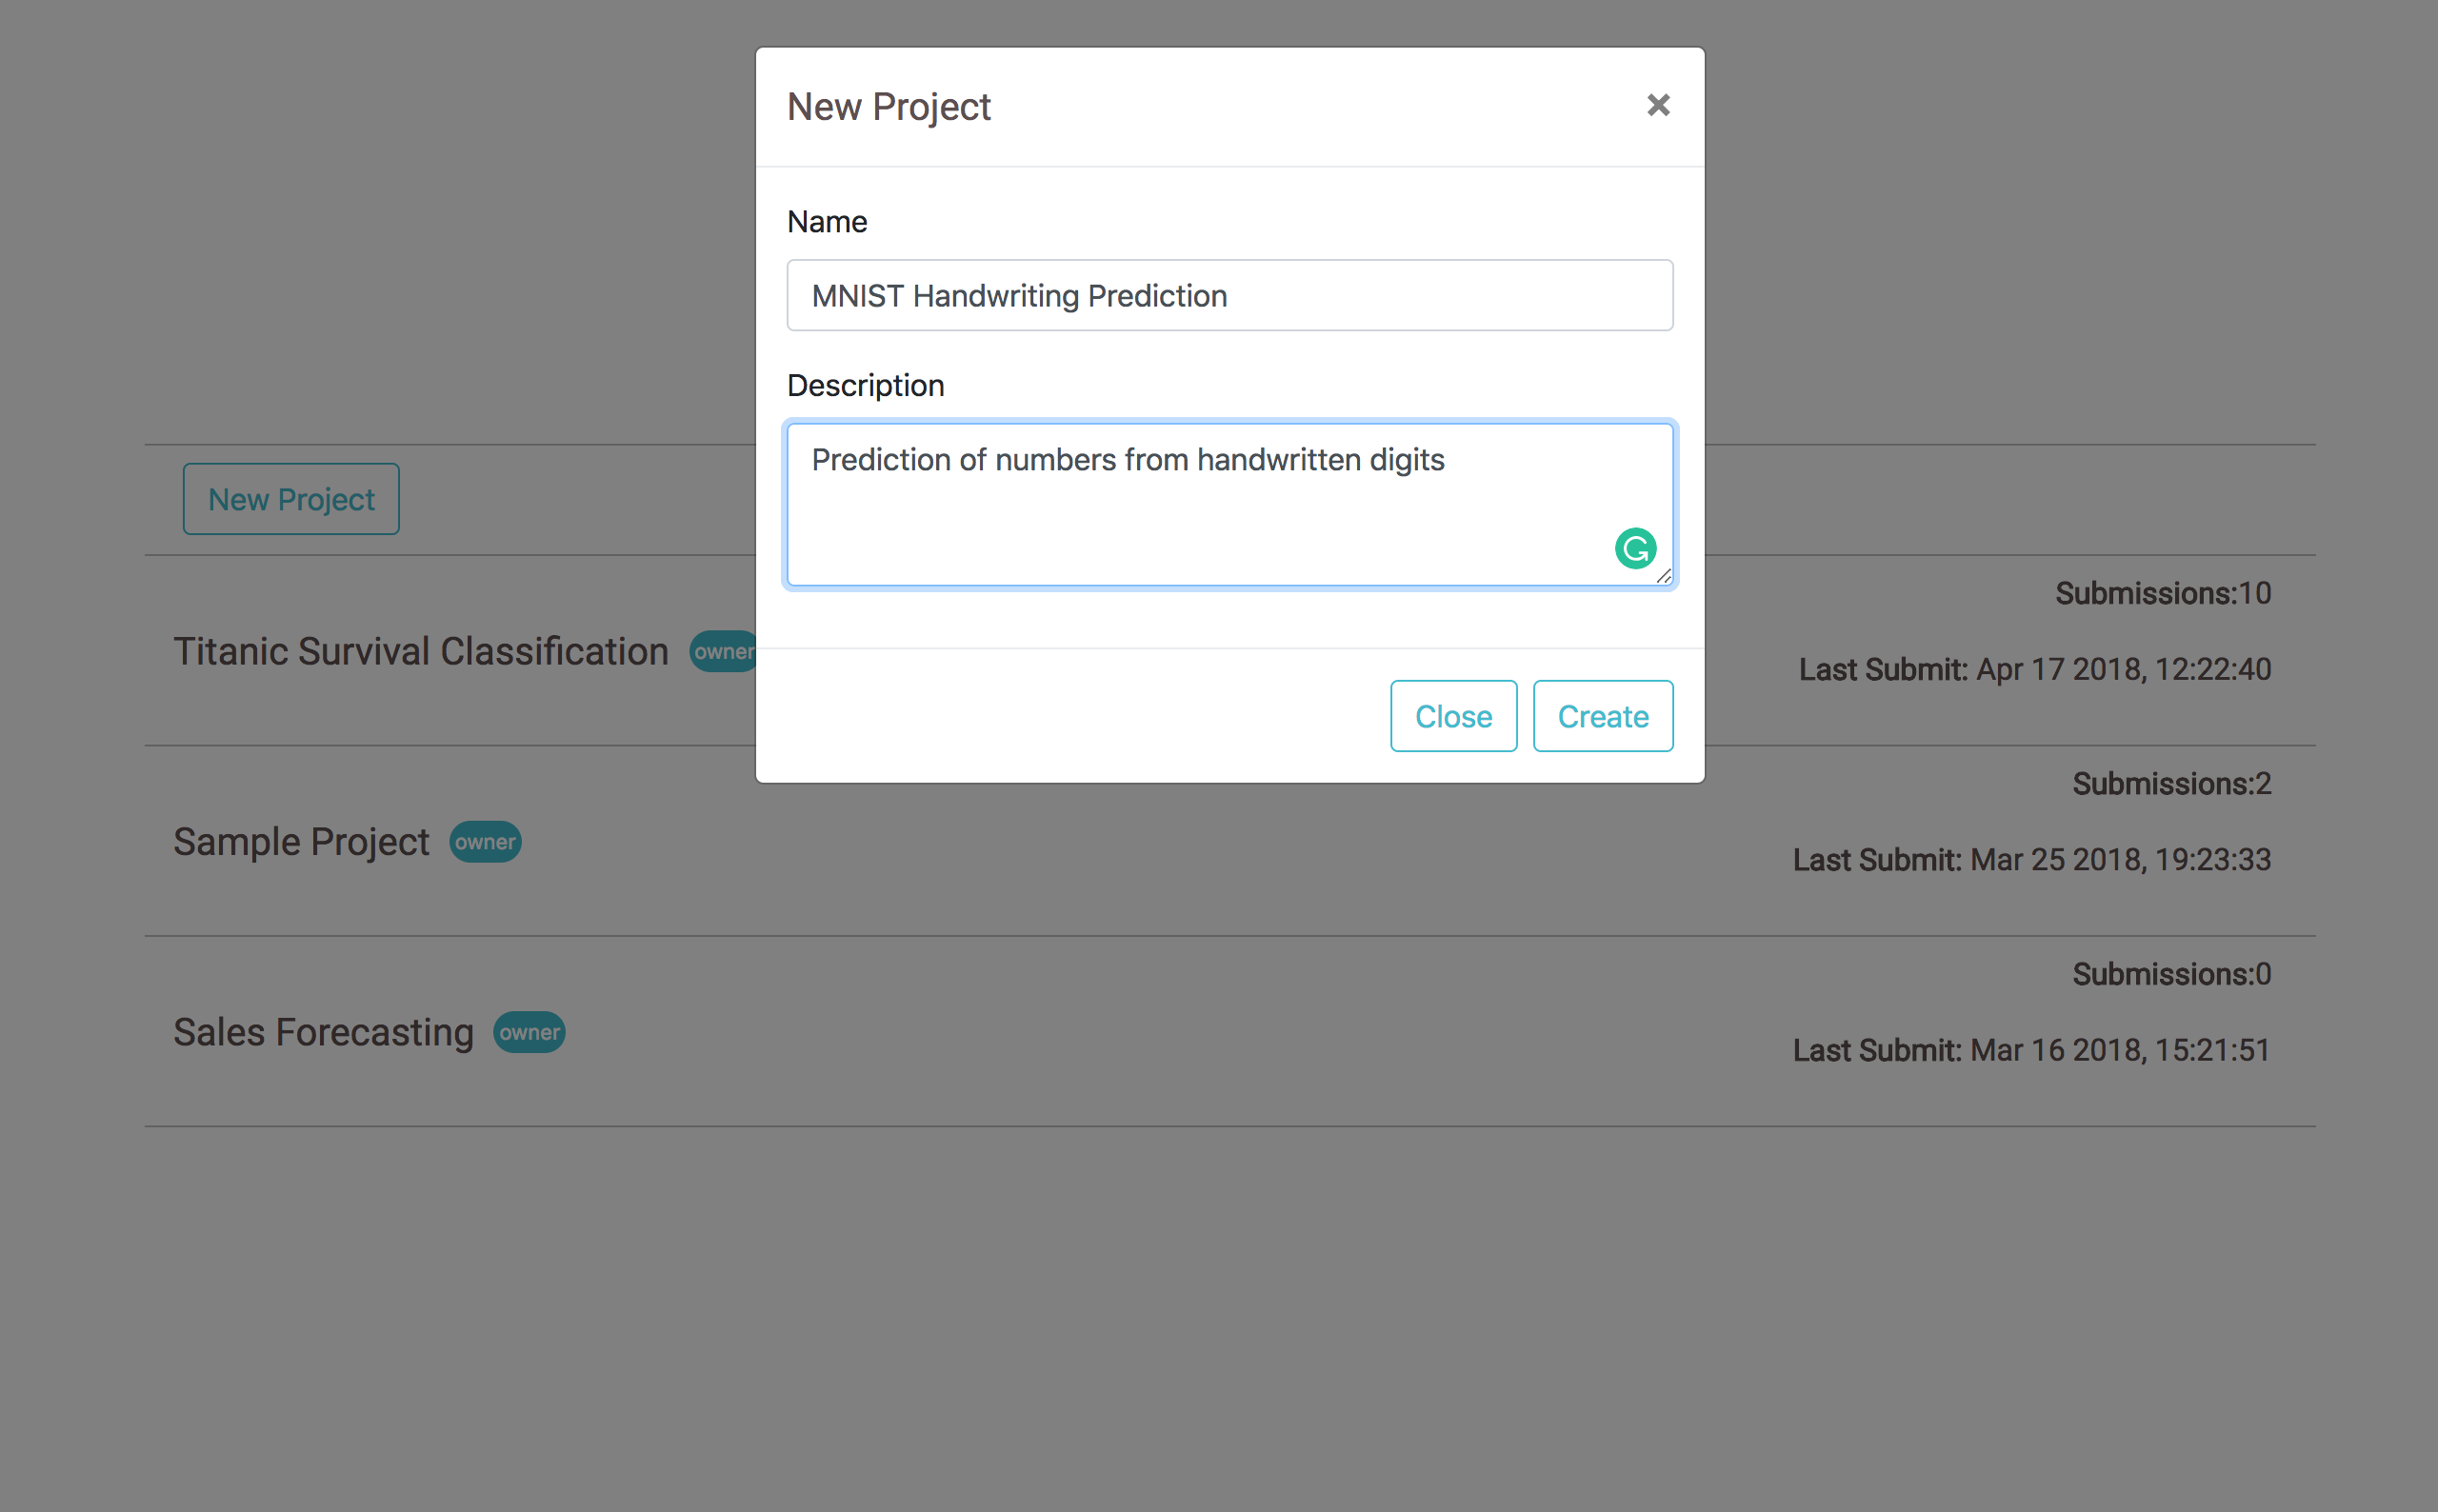 New Project
×
Name
MNIST Handwriting Prediction
Description
Prediction of numbers from handwritten digits
Close Create
New Project
Titanic Survival Classification owner
Submissions:10
Last Submit: Apr 17 2018, 12:22:40
Sample Project owner
Submissions:2
Last Submit: Mar 25 2018, 19:23:33
Sales Forecasting owner
Submissions:0
Last Submit: Mar 16 2018, 15:21:51